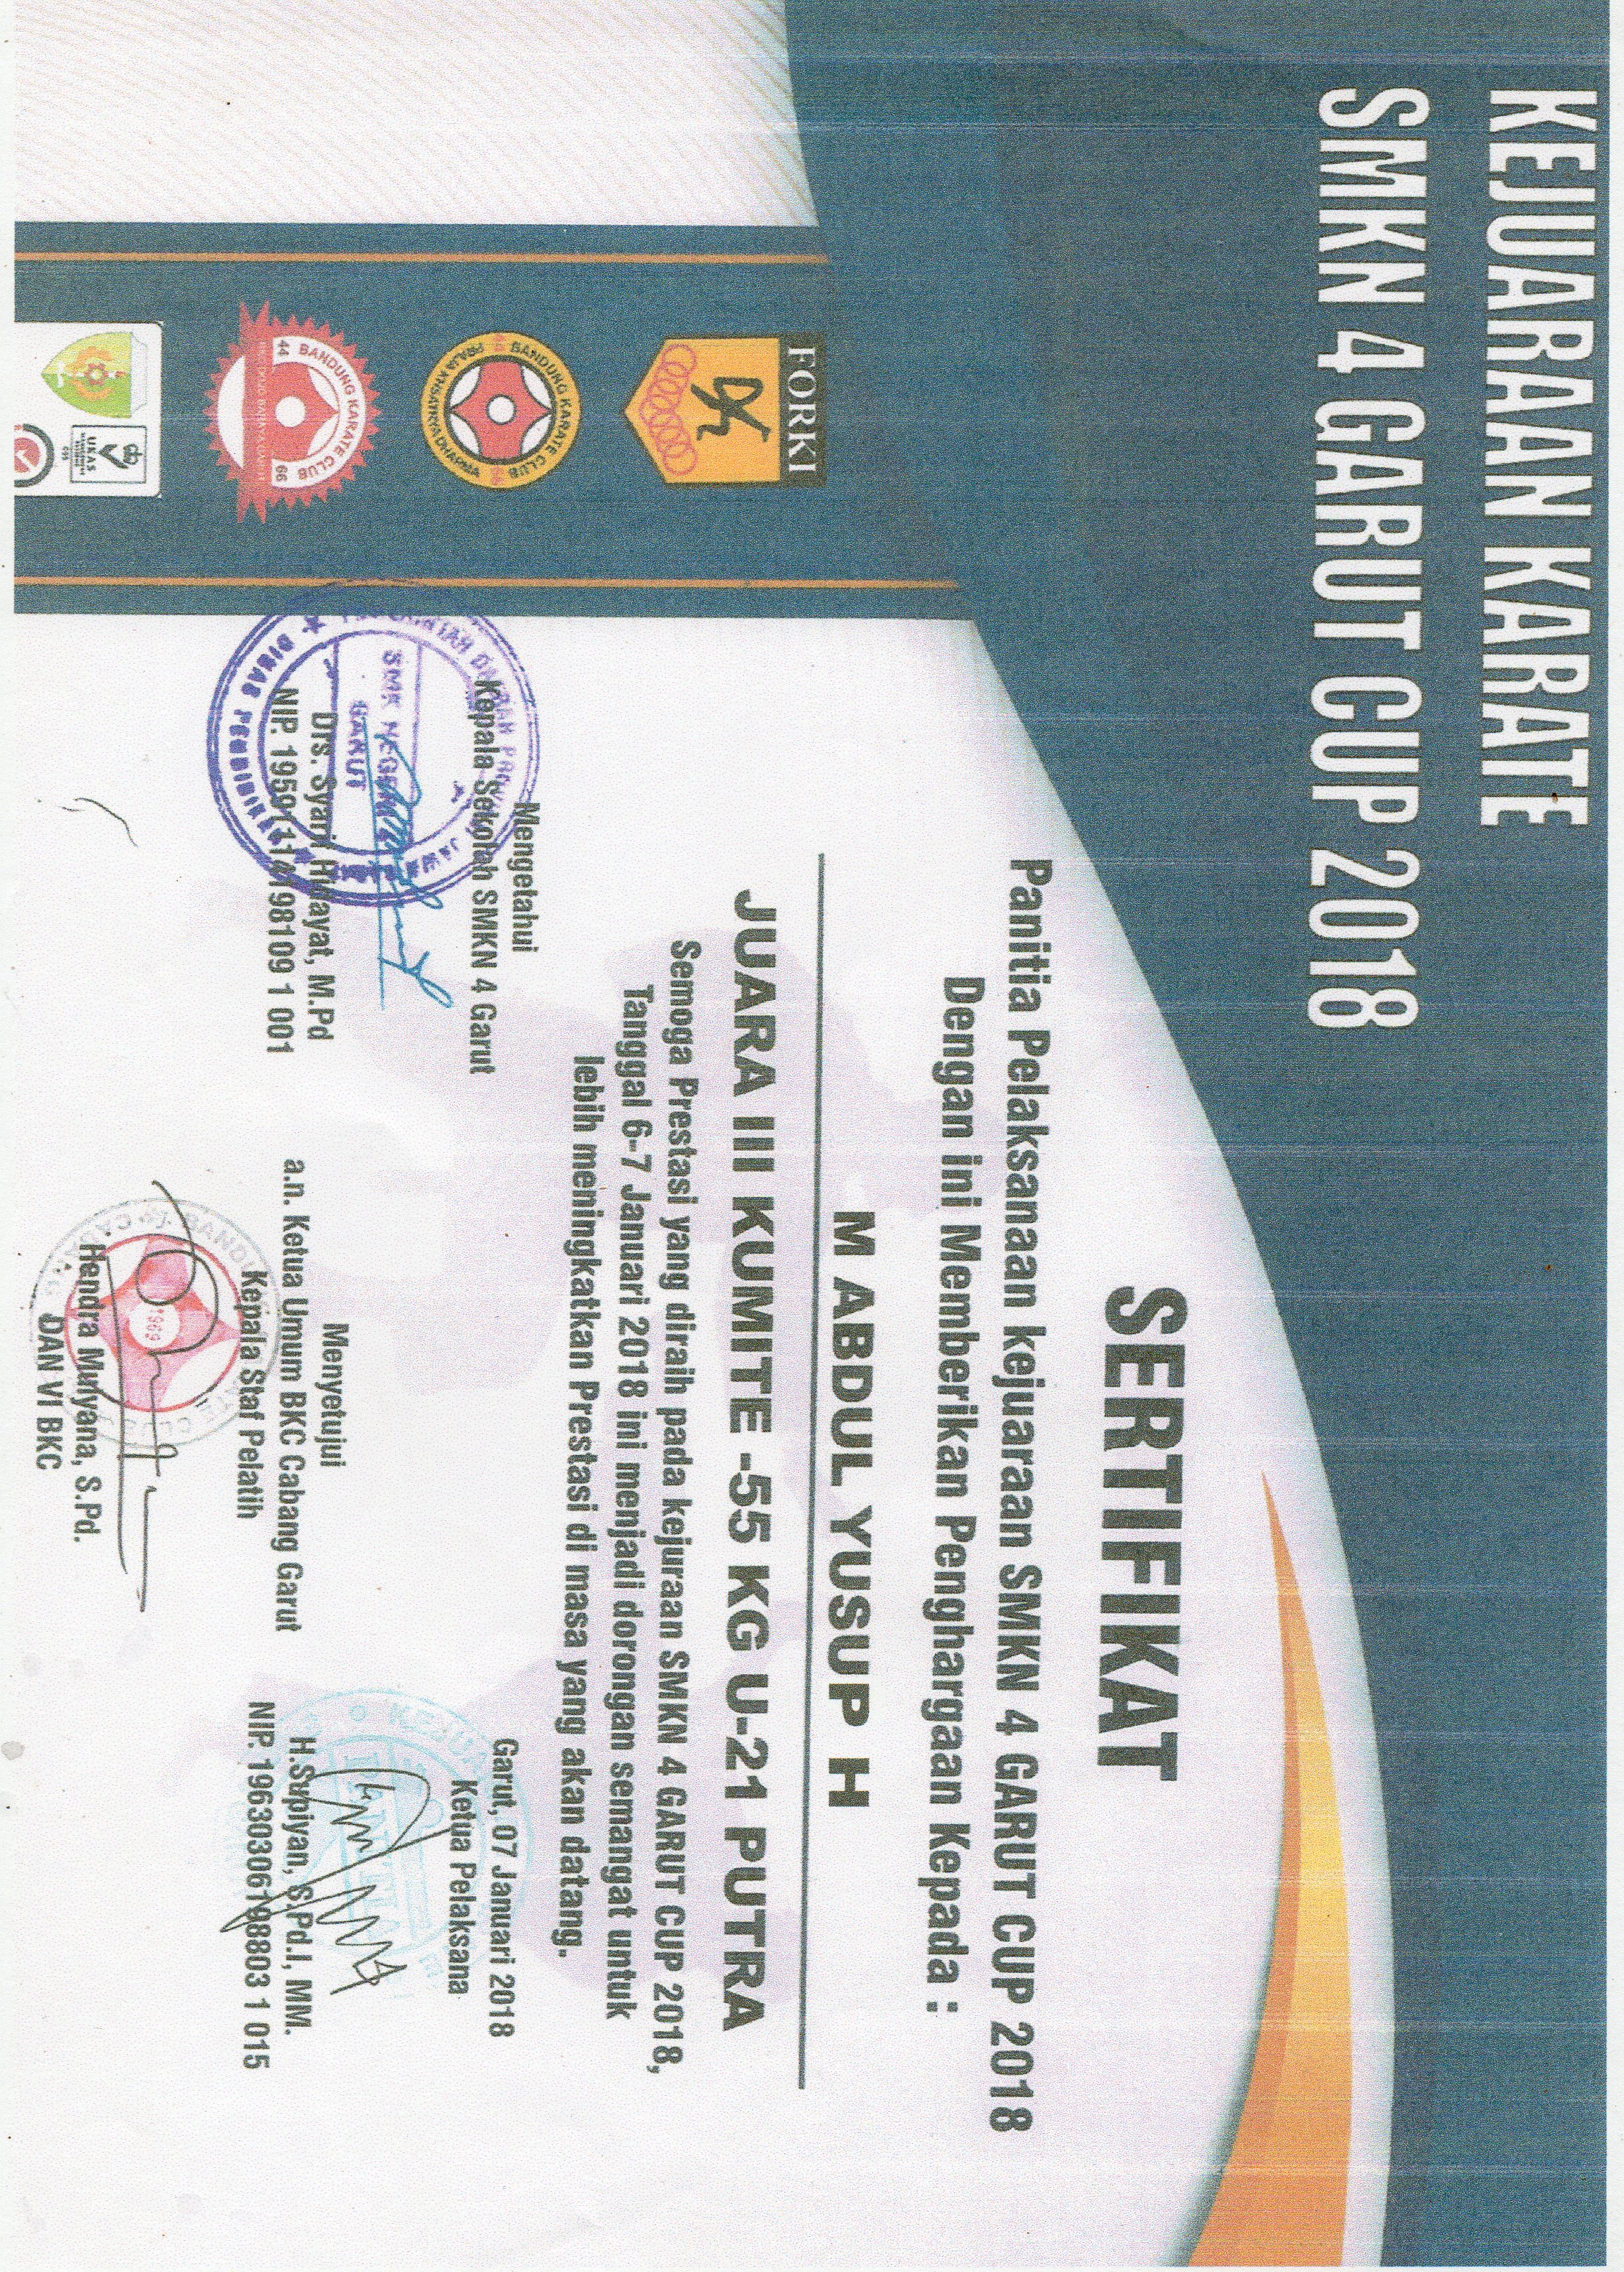 KEJUARAAN KARATE
SMKN 4 GARUT CUP 2018
SERTIFIKAT
Panitia Pelaksanaan kejuaraan SMKN 4 GARUT CUP 2018
Dengan ini Memberikan Penghargaan Kepada :
M ABDUL YUSUP H
JUARA III KUMITE -55 KG U-21 PUTRA
Semoga Prestasi yang diraih pada kejuraan SMKN 4 GARUT CUP 2018,
Tanggal 6-7 Januari 2018 ini menjadi dorongan semangat untuk
lebih meningkatkan Prestasi di masa yang akan datang.
FORKI
BANDUNG KARATE CLUB
PRAJA KHSATRYA DHARMA
BANDUNG KARATE CLUB
44 66
BKC DOJO BARAYA GARUT
UKAS
MANAGEMENT
Mengetahui
Kepala Sekolah SMKN 4 Garut
DAERAH PROVINSI JAWA
SMK NEGERI 4
GARUT
DINAS PENDIDIKAN
Drs. Syarif Hidayat, M.Pd
NIP. 19591114198109 1 001
Menyetujui
a.n. Ketua Umum BKC Cabang Garut
Kepala Staf Pelatih
1969
Hendra Mulyana, S.Pd.
DAN VI BKC
Garut, 07 Januari 2018
Ketua Pelaksana
PANITIA
H.Supiyan, S.Pd.I, MM.
NIP. 19630306198803 1 015